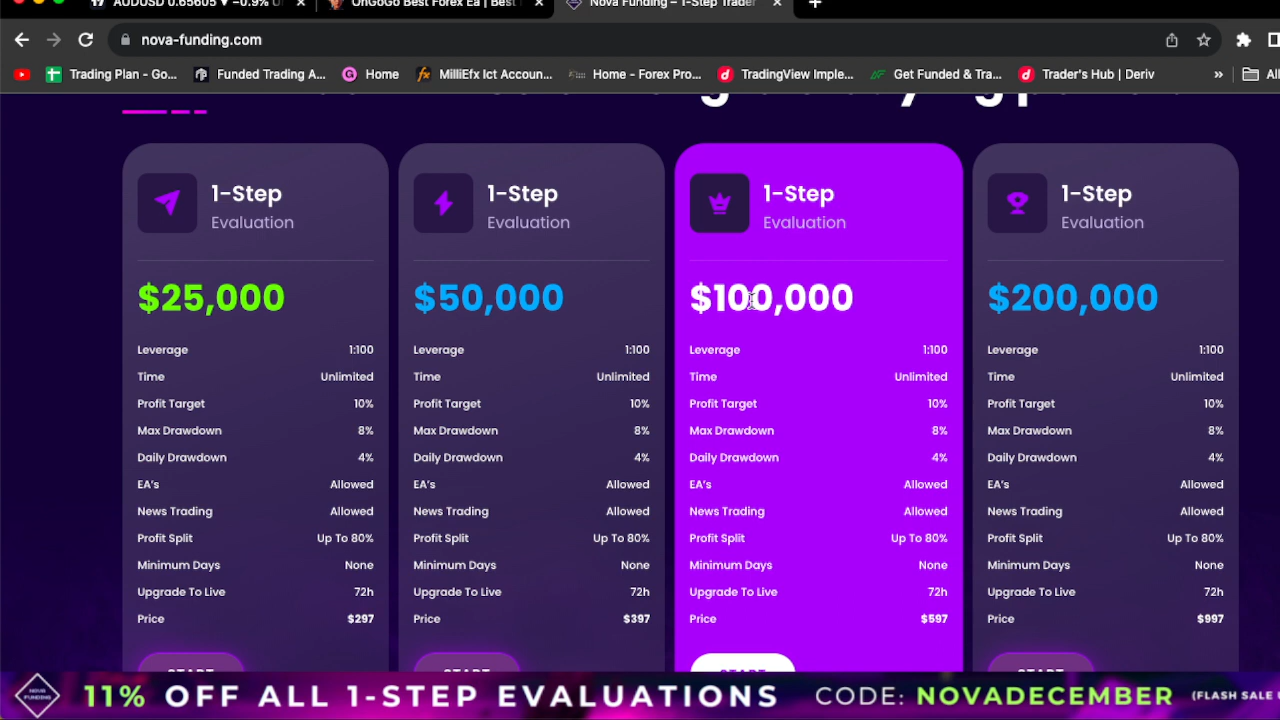 AUDUSD 0.65605 ▼ −0.9% U
OnGoGo Best Forex Ea | Best
Nova Funding – 1-Step Trader
nova-funding.com
Trading Plan - Go...
Funded Trading A...
Home
MilliEfx Ict Accoun...
Home - Forex Pro...
TradingView Imple...
Get Funded & Tra...
Trader's Hub | Deriv
»
All
1-Step
Evaluation
$25,000
Leverage 1:100
Time Unlimited
Profit Target 10%
Max Drawdown 8%
Daily Drawdown 4%
EA's Allowed
News Trading Allowed
Profit Split Up To 80%
Minimum Days None
Upgrade To Live 72h
Price $297
START
1-Step
Evaluation
$50,000
Leverage 1:100
Time Unlimited
Profit Target 10%
Max Drawdown 8%
Daily Drawdown 4%
EA's Allowed
News Trading Allowed
Profit Split Up To 80%
Minimum Days None
Upgrade To Live 72h
Price $397
START
1-Step
Evaluation
$100,000
Leverage 1:100
Time Unlimited
Profit Target 10%
Max Drawdown 8%
Daily Drawdown 4%
EA's Allowed
News Trading Allowed
Profit Split Up To 80%
Minimum Days None
Upgrade To Live 72h
Price $597
START
1-Step
Evaluation
$200,000
Leverage 1:100
Time Unlimited
Profit Target 10%
Max Drawdown 8%
Daily Drawdown 4%
EA's Allowed
News Trading Allowed
Profit Split Up To 80%
Minimum Days None
Upgrade To Live 72h
Price $997
START
NOVA
FUNDING
11% OFF ALL 1-STEP EVALUATIONS CODE: NOVADECEMBER (FLASH SALE